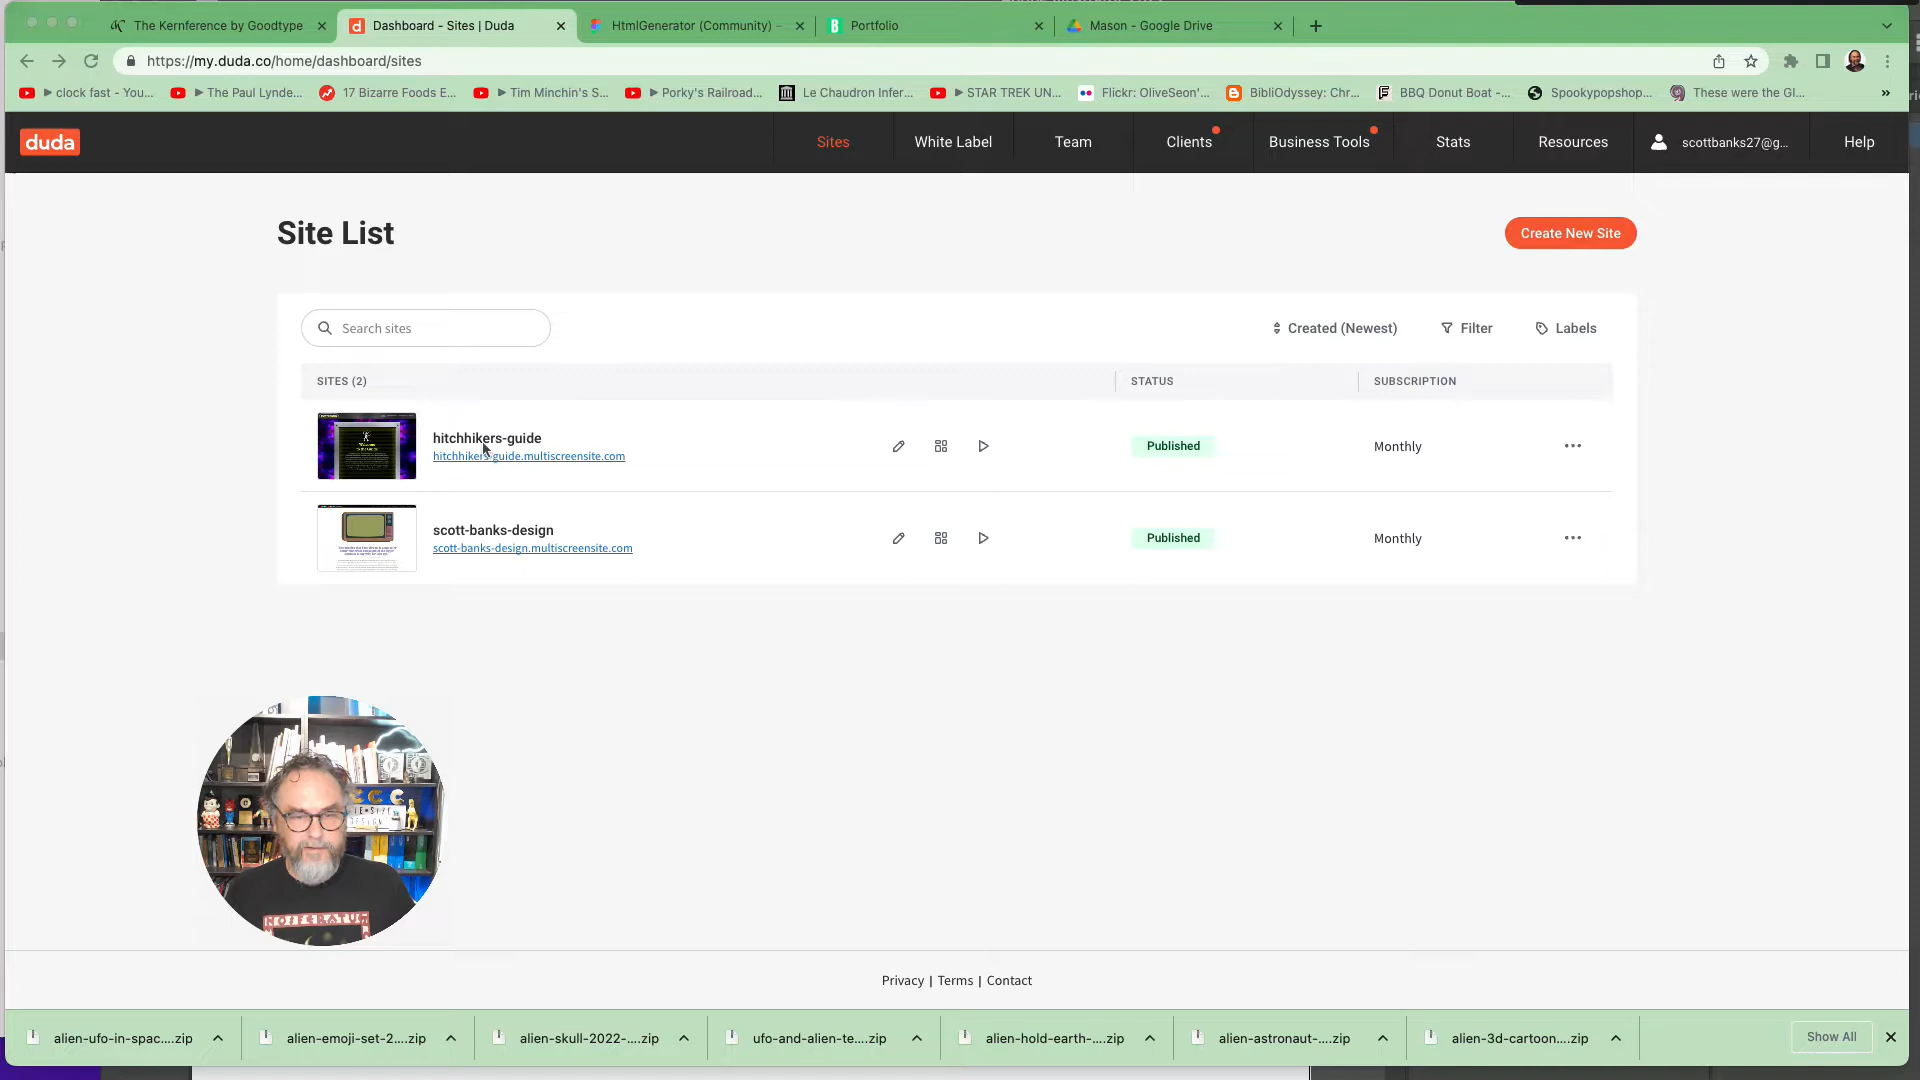 The Kernference by Goodtype
Dashboard - Sites | Duda
HtmlGenerator (Community) -
Portfolio
Mason - Google Drive
https://my.duda.co/home/dashboard/sites
clock fast - You...
The Paul Lynde...
17 Bizarre Foods E...
Tim Minchin's S...
Porky's Railroad...
Le Chaudron Infer...
STAR TREK UN...
Flickr: OliveSeon'...
BibliOdyssey: Chr...
BBQ Donut Boat -...
Spookypopshop...
These were the Gl...
duda
Sites
White Label
Team
Clients
Business Tools
Stats
Resources
scottbanks27@g...
Help
Site List
Create New Site
Search sites
Created (Newest)
Filter
Labels
SITES (2)
STATUS
SUBSCRIPTION
hitchhikers-guide
hitchhikers-guide.multiscreensite.com
Published
Monthly
scott-banks-design
scott-banks-design.multiscreensite.com
Published
Monthly
NOSFERATU
Privacy | Terms | Contact
alien-ufo-in-spac....zip
alien-emoji-set-2....zip
alien-skull-2022-....zip
ufo-and-alien-te....zip
alien-hold-earth-....zip
alien-astronaut-....zip
alien-3d-cartoon....zip
Show All